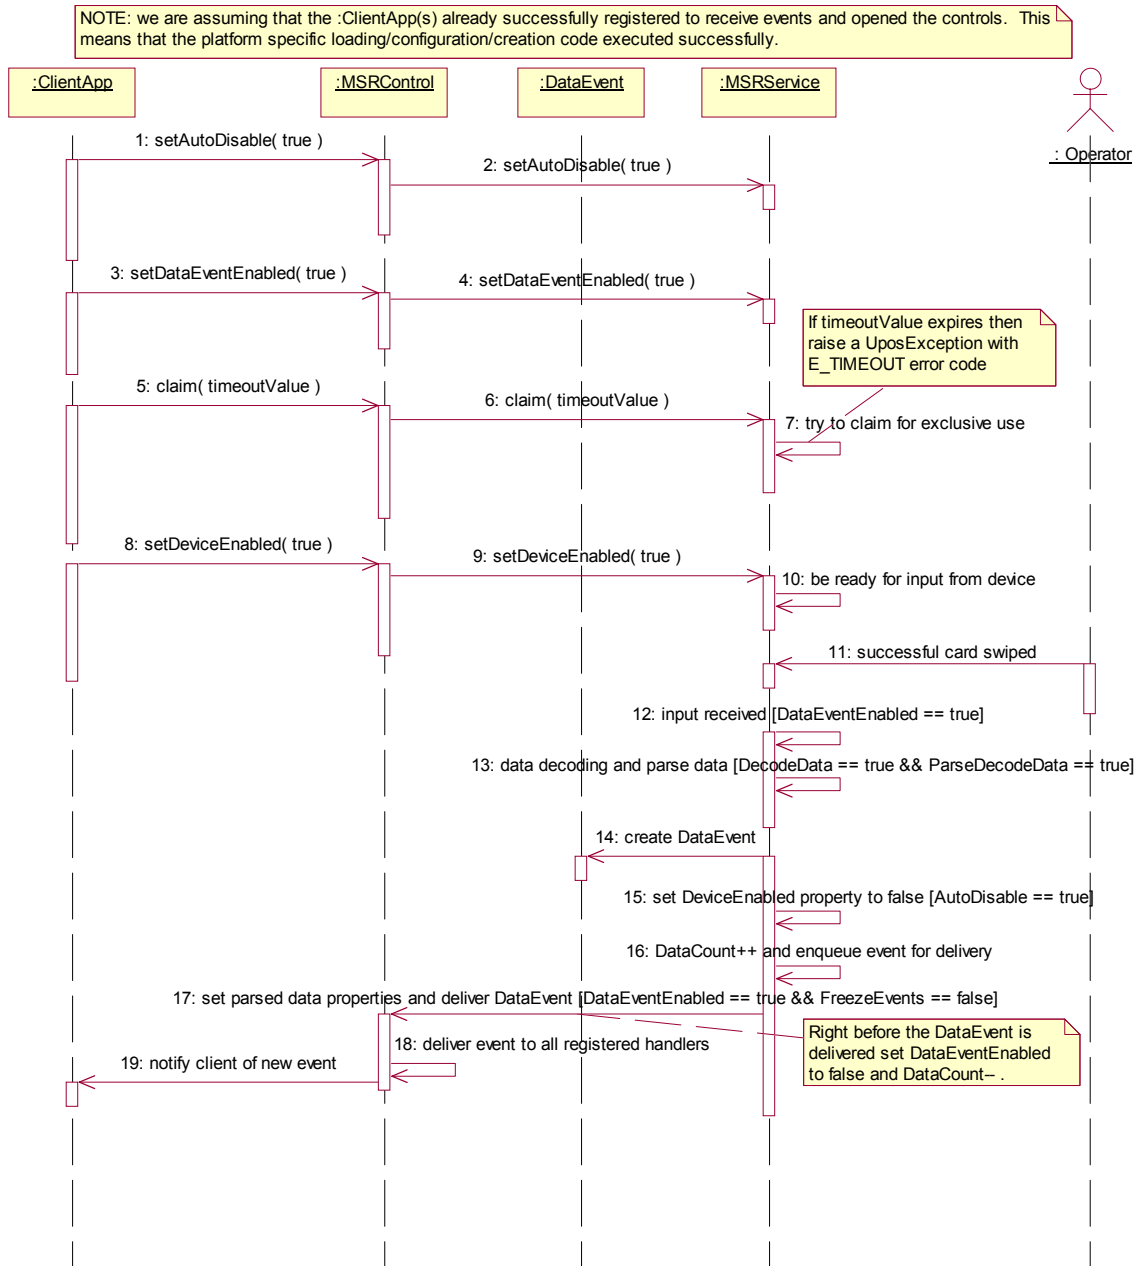 NOTE: we are assuming that the :ClientApp(s) already successfully registered to receive events and opened the controls. This
means that the platform specific loading/configuration/creation code executed successfully.
:ClientApp
:MSRControl
:DataEvent
:MSRService
: Operator
1: setAutoDisable( true )
2: setAutoDisable( true )
3: setDataEventEnabled( true )
4: setDataEventEnabled( true )
If timeoutValue expires then
raise a UposException with
E_TIMEOUT error code
5: claim( timeoutValue )
6: claim( timeoutValue )
7: try to claim for exclusive use
8: setDeviceEnabled( true )
9: setDeviceEnabled( true )
10: be ready for input from device
11: successful card swiped
12: input received [DataEventEnabled == true]
13: data decoding and parse data [DecodeData == true && ParseDecodeData == true]
14: create DataEvent
15: set DeviceEnabled property to false [AutoDisable == true]
16: DataCount++ and enqueue event for delivery
17: set parsed data properties and deliver DataEvent [DataEventEnabled == true && FreezeEvents == false]
Right before the DataEvent is
delivered set DataEventEnabled
to false and DataCount-- .
18: deliver event to all registered handlers
19: notify client of new event